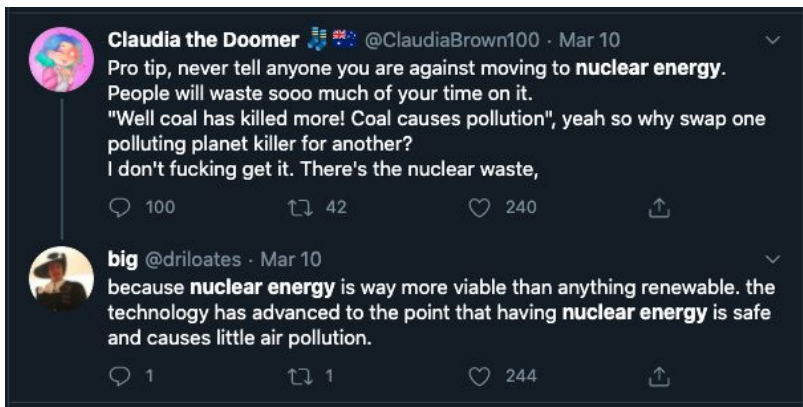 Claudia the Doomer 🧦 🇦🇺 @ClaudiaBrown100 · Mar 10
Pro tip, never tell anyone you are against moving to nuclear energy.
People will waste sooo much of your time on it.
"Well coal has killed more! Coal causes pollution", yeah so why swap one
polluting planet killer for another?
I don't fucking get it. There's the nuclear waste,
100 42 240
big @driloates · Mar 10
because nuclear energy is way more viable than anything renewable. the
technology has advanced to the point that having nuclear energy is safe
and causes little air pollution.
1 1 244